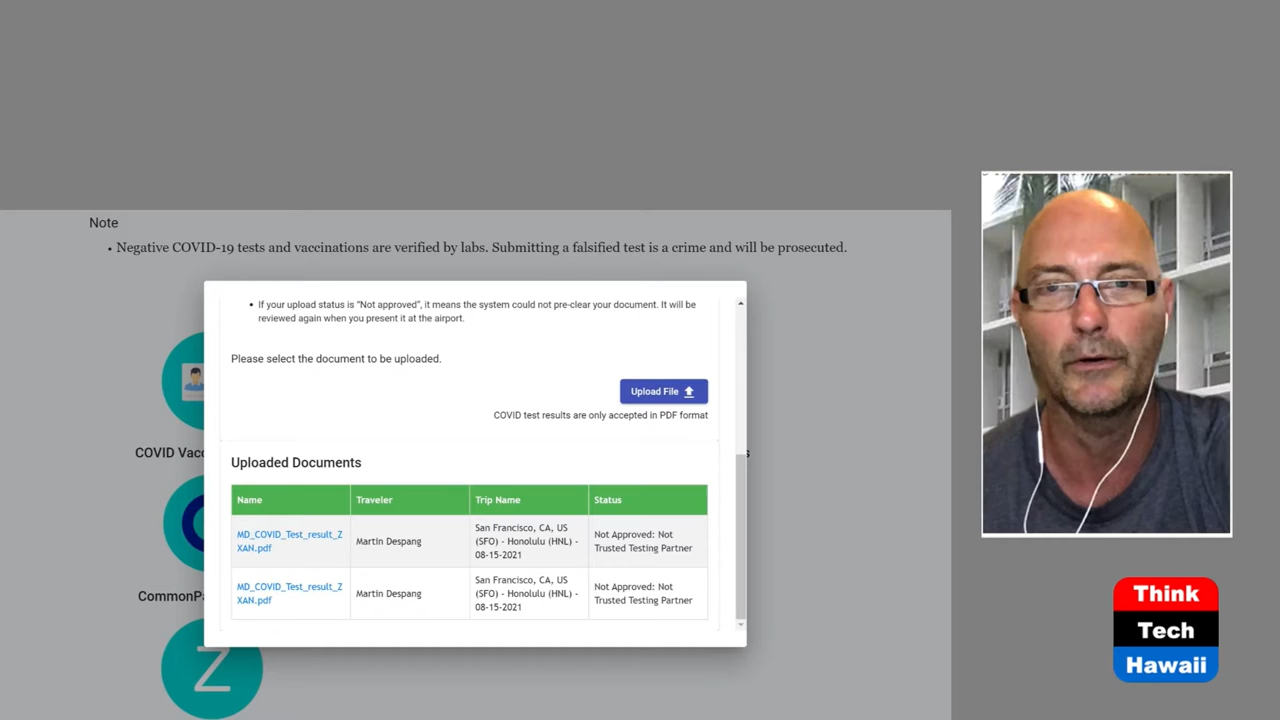 Note
• Negative COVID-19 tests and vaccinations are verified by labs. Submitting a falsified test is a crime and will be prosecuted.
• If your upload status is "Not approved", it means the system could not pre-clear your document. It will be
reviewed again when you present it at the airport.
Please select the document to be uploaded.
Upload File
COVID test results are only accepted in PDF format
COVID Vacc
s
Uploaded Documents
Name Traveler Trip Name Status
MD_COVID_Test_result_Z
XAN.pdf
Martin Despang
San Francisco, CA, US
(SFO) - Honolulu (HNL) -
08-15-2021
Not Approved: Not
Trusted Testing Partner
MD_COVID_Test_result_Z
XAN.pdf
Martin Despang
San Francisco, CA, US
(SFO) - Honolulu (HNL) -
08-15-2021
Not Approved: Not
Trusted Testing Partner
CommonPa
Z
Think
Tech
Hawaii